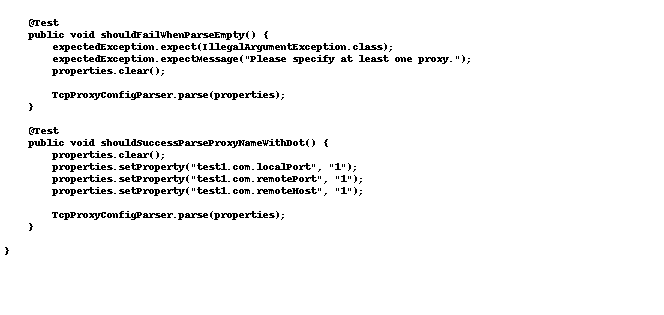 @Test
public void shouldFailWhenParseEmpty() {
expectedException.expect(IllegalArgumentException.class);
expectedException.expectMessage("Please specify at least one proxy.");
properties.clear();
TcpProxyConfigParser.parse(properties);
}
@Test
public void shouldSuccessParseProxyNameWithDot() {
properties.clear();
properties.setProperty("test1.com.localPort", "1");
properties.setProperty("test1.com.remotePort", "1");
properties.setProperty("test1.com.remoteHost", "1");
TcpProxyConfigParser.parse(properties);
}
}